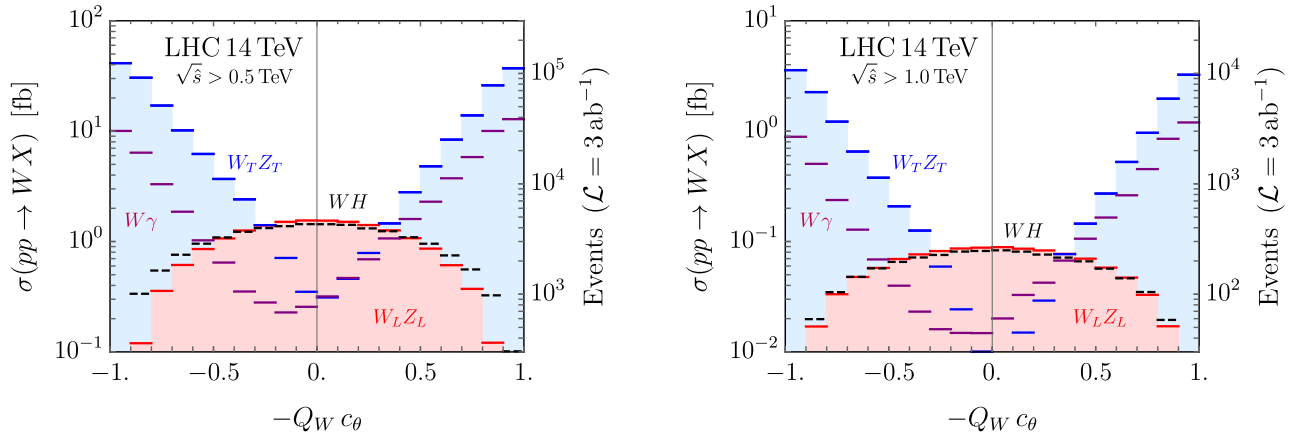 LHC 14 TeV
√ŝ > 0.5 TeV
W_T Z_T
WH
Wγ
W_L Z_L
σ(pp → W X) [fb]
10^2
10^1
10^0
10^-1
10^5
10^4
10^3
Events (ℒ = 3 ab^-1)
-1. -0.5 0. 0.5 1.
-Q_W c_θ
LHC 14 TeV
√ŝ > 1.0 TeV
W_T Z_T
Wγ
WH
W_L Z_L
σ(pp → W X) [fb]
10^1
10^0
10^-1
10^-2
10^4
10^3
10^2
Events (ℒ = 3 ab^-1)
-1. -0.5 0. 0.5 1.
-Q_W c_θ